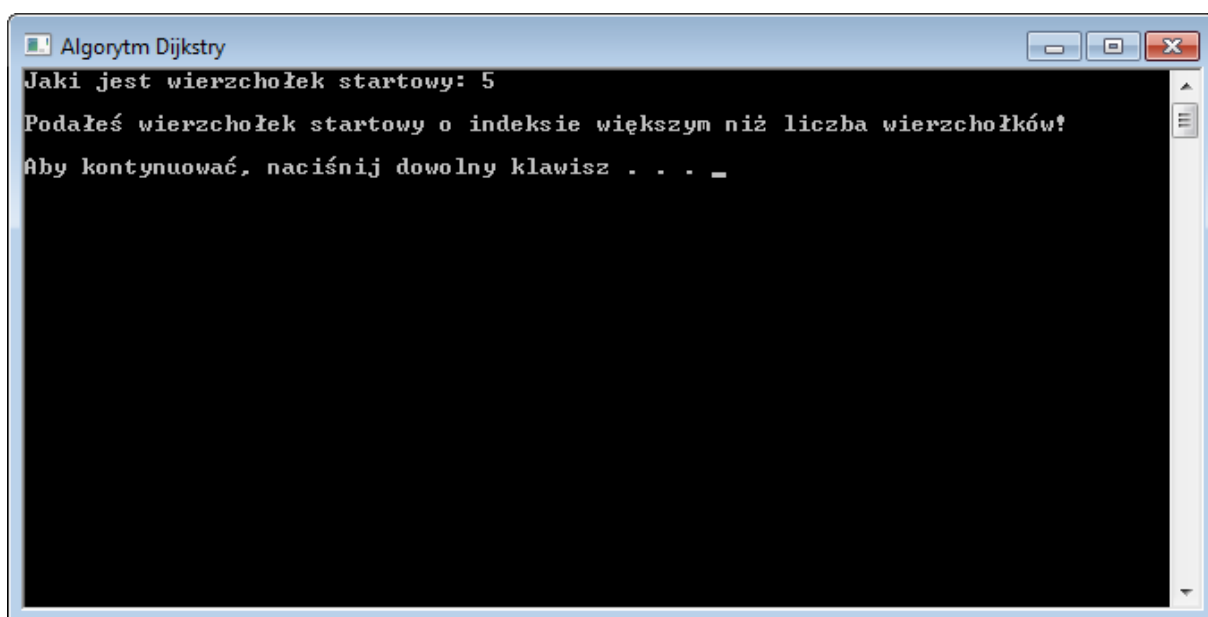 Algorytm Dijkstry
Jaki jest wierzchołek startowy: 5
Podałeś wierzchołek startowy o indeksie większym niż liczba wierzchołków!
Aby kontynuować, naciśnij dowolny klawisz . . . _